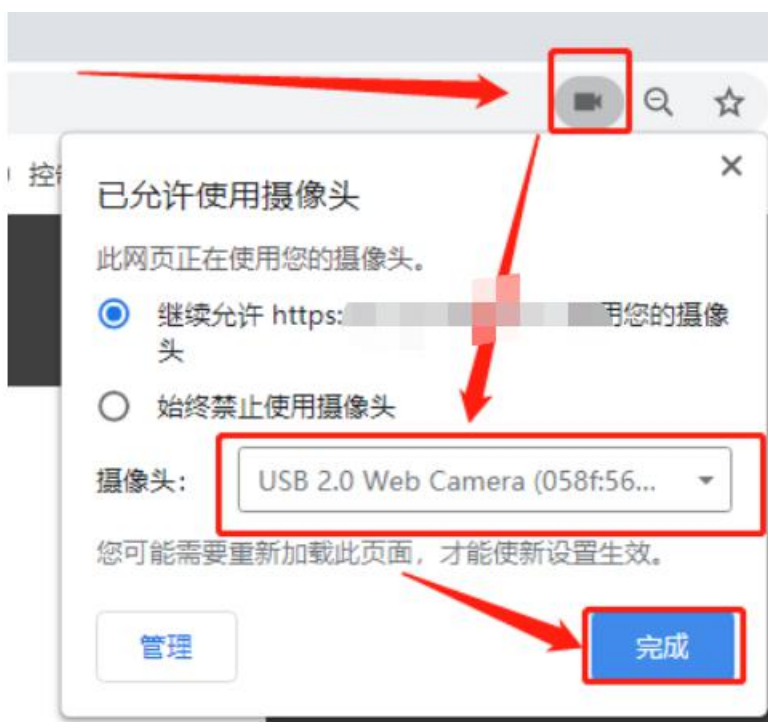 控
已允许使用摄像头
此网页正在使用您的摄像头。
继续允许 https: 用您的摄像
头
始终禁止使用摄像头
摄像头：
USB 2.0 Web Camera (058f:56...
您可能需要重新加载此页面，才能使新设置生效。
管理
完成